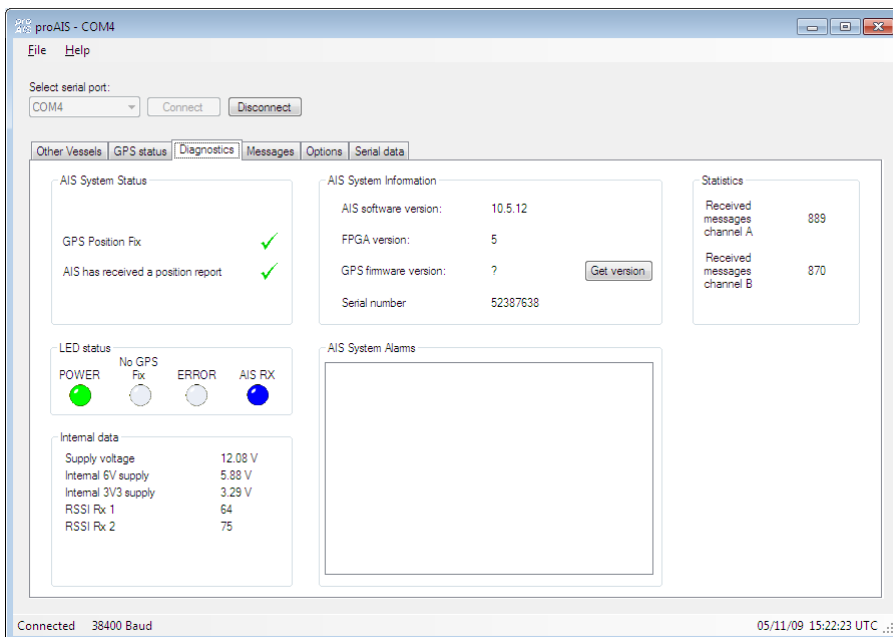 pro AIS proAIS - COM4
File Help
Select serial port:
COM4 Connect Disconnect
Other Vessels GPS status Diagnostics Messages Options Serial data
AIS System Status
GPS Position Fix
AIS has received a position report
AIS System Information
AIS software version: 10.5.12
FPGA version: 5
GPS firmware version: ? Get version
Serial number 52387638
Statistics
Received
messages
channel A
889
Received
messages
channel B
870
LED status
POWER
No GPS
Fix
ERROR
AIS RX
AIS System Alarms
Internal data
Supply voltage 12.08 V
Internal 6V supply 5.88 V
Internal 3V3 supply 3.29 V
RSSI Rx 1 64
RSSI Rx 2 75
Connected 38400 Baud 05/11/09 15:22:23 UTC